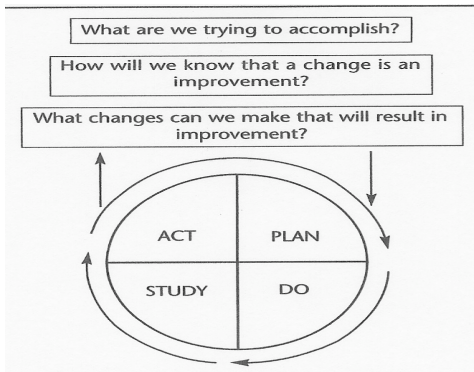 What are we trying to accomplish?
How will we know that a change is an
improvement?
What changes can we make that will result in
improvement?
ACT
PLAN
STUDY
DO